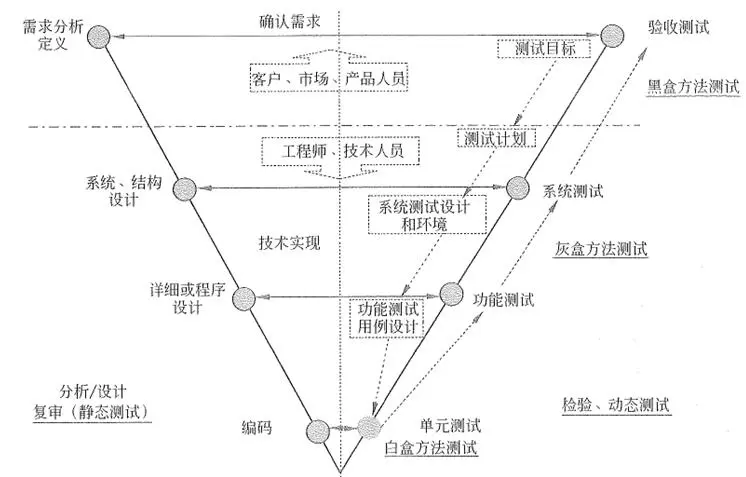 需求分析
定义
确认需求
验收测试
测试目标
客户、市场、产品人员
黑盒方法测试
测试计划
工程师、技术人员
系统、结构
设计
系统测试
系统测试设计
和环境
技术实现
灰盒方法测试
详细或程序
设计
功能测试
功能测试
用例设计
分析/设计
复审（静态测试）
检验、动态测试
编码
单元测试
白盒方法测试